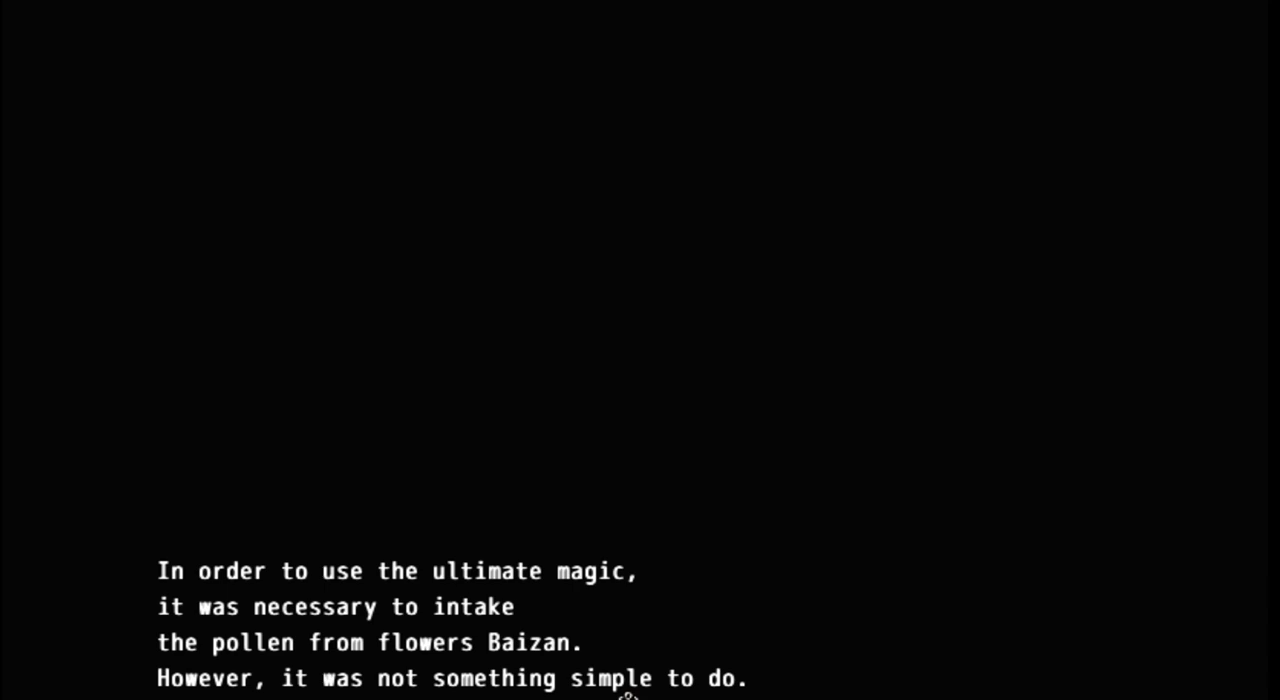 In order to use the ultimate magic,
it was necessary to intake
the pollen from flowers Baizan.
However, it was not something simple to do.